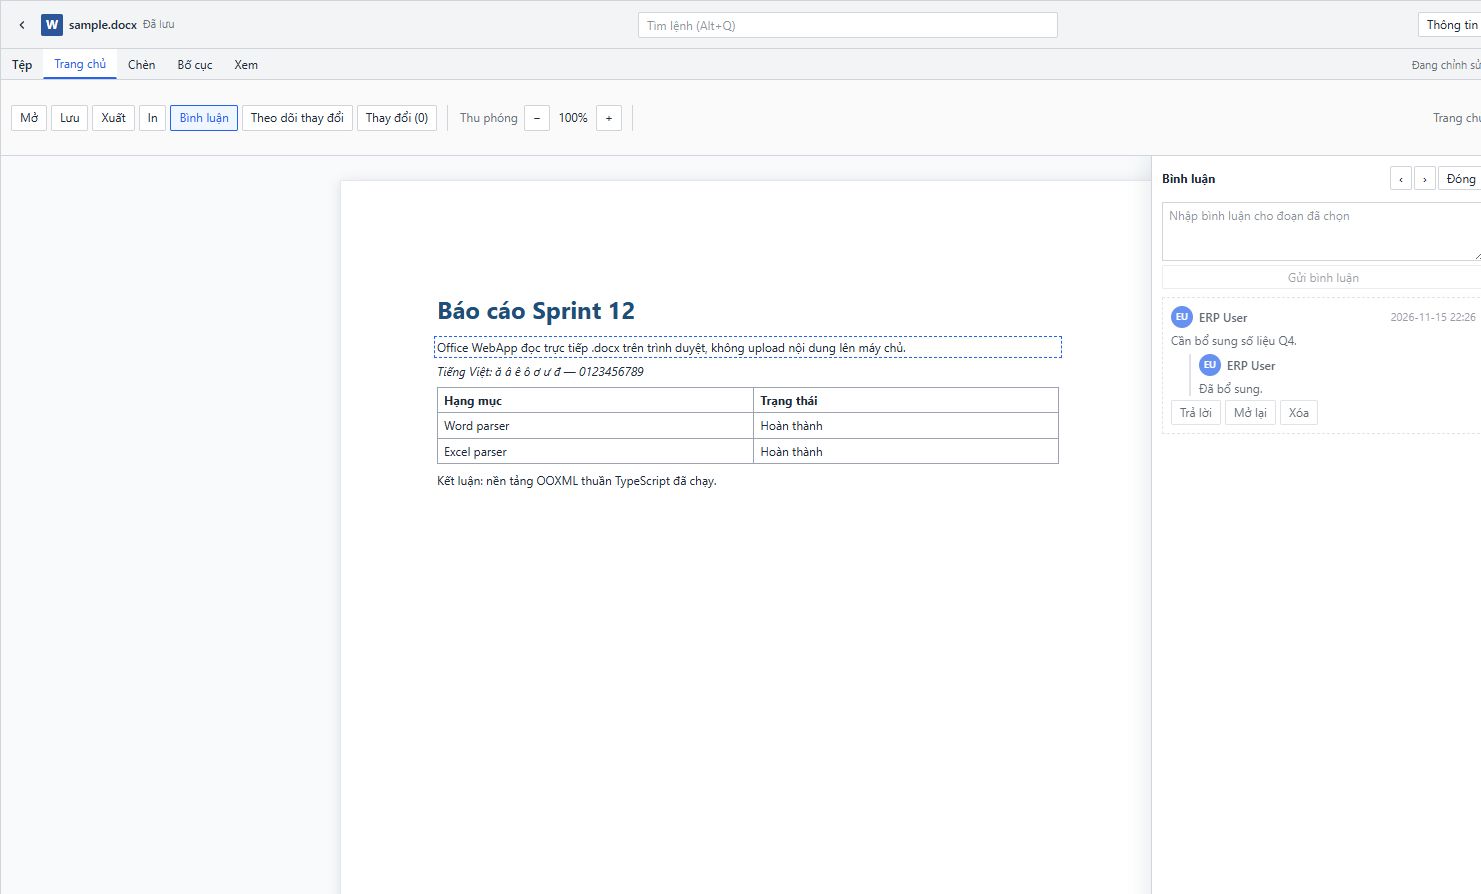 ‹ W sample.docx Đã lưu Tìm lệnh (Alt+Q) Thông tin
Tệp Trang chủ Chèn Bố cục Xem Đang chỉnh sử
Mở Lưu Xuất In Bình luận Theo dõi thay đổi Thay đổi (0) Thu phóng − 100% + Trang chủ
Báo cáo Sprint 12
Office WebApp đọc trực tiếp .docx trên trình duyệt, không upload nội dung lên máy chủ.
Tiếng Việt: ă â ê ô ơ ư đ — 0123456789
Hạng mục Trạng thái
Word parser Hoàn thành
Excel parser Hoàn thành
Kết luận: nền tảng OOXML thuần TypeScript đã chạy.
Bình luận ‹ › Đóng
Nhập bình luận cho đoạn đã chọn
Gửi bình luận
EU ERP User 2026-11-15 22:26
Cần bổ sung số liệu Q4.
EU ERP User
Đã bổ sung.
Trả lời Mở lại Xóa